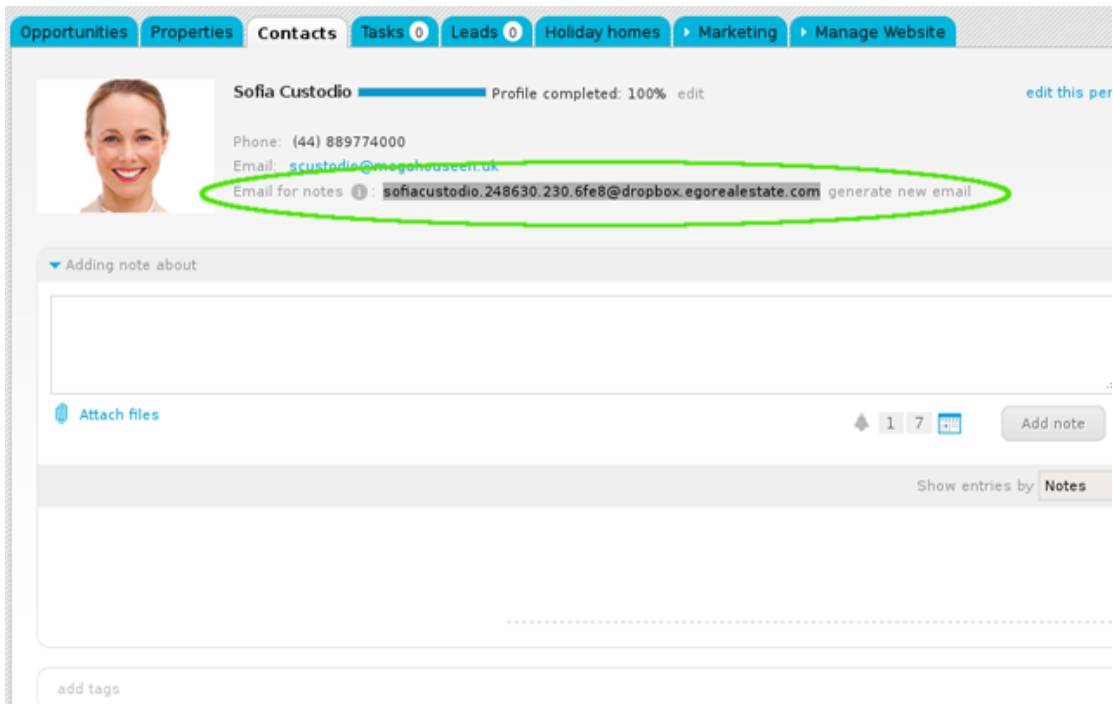 Opportunities Properties Contacts Tasks 0 Leads 0 Holiday homes Marketing Manage Website
Sofia Custodio Profile completed: 100% edit edit this per
Phone: (44) 889774000
Email: scustodio@megahouseen.uk
Email for notes i : sofiacustodio.248630.230.6fe8@dropbox.egorealestate.com generate new email
Adding note about
Attach files 1 7 Add note
Show entries by Notes
add tags